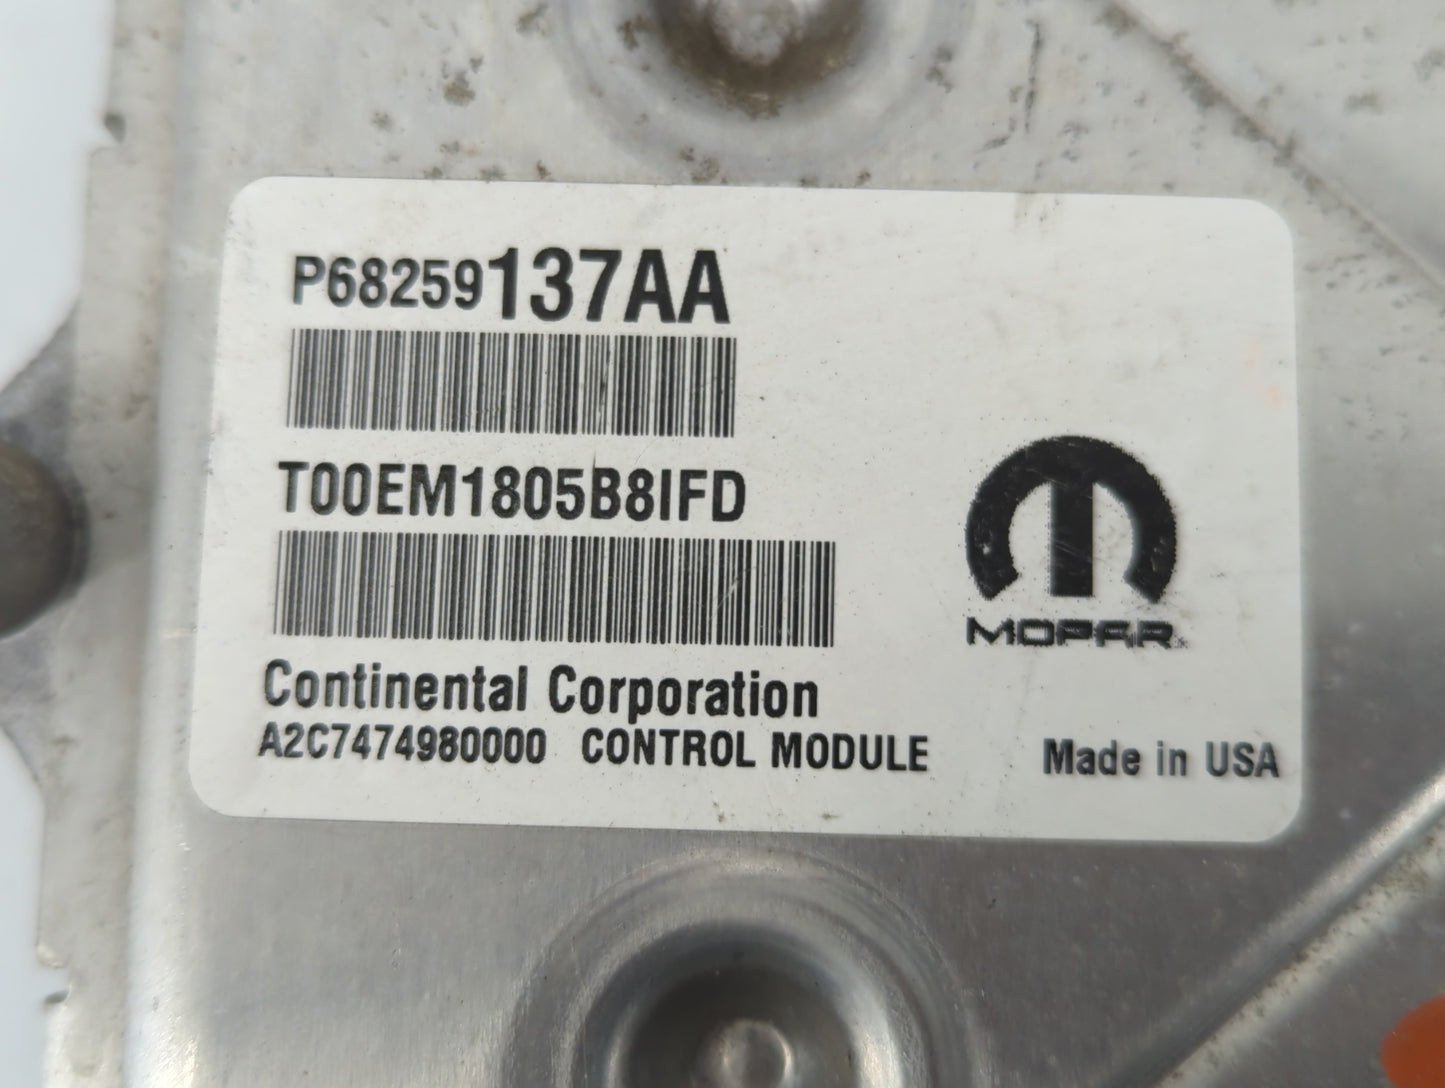 P68259137AA
T00EM1805B8IFD
MOPAR
Continental Corporation
A2C7474980000 CONTROL MODULE Made in USA